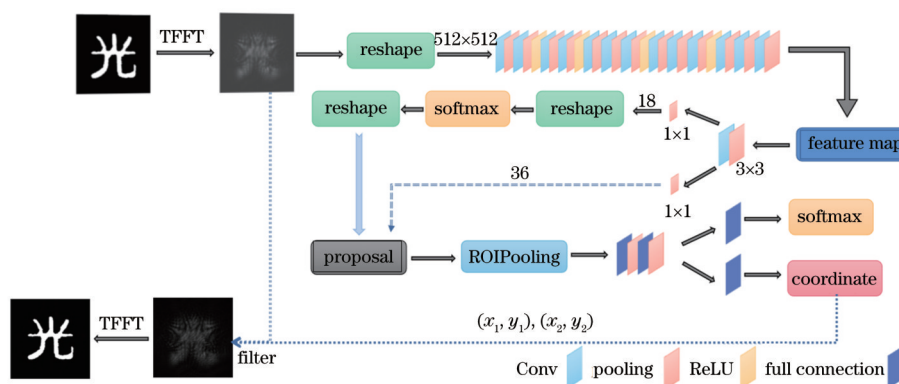 光
TFFT
reshape
512×512
reshape
softmax
reshape
18
1×1
3×3
feature map
36
1×1
softmax
proposal
ROIPooling
coordinate
光
TFFT
filter
(x₁, y₁), (x₂, y₂)
Conv pooling ReLU full connection